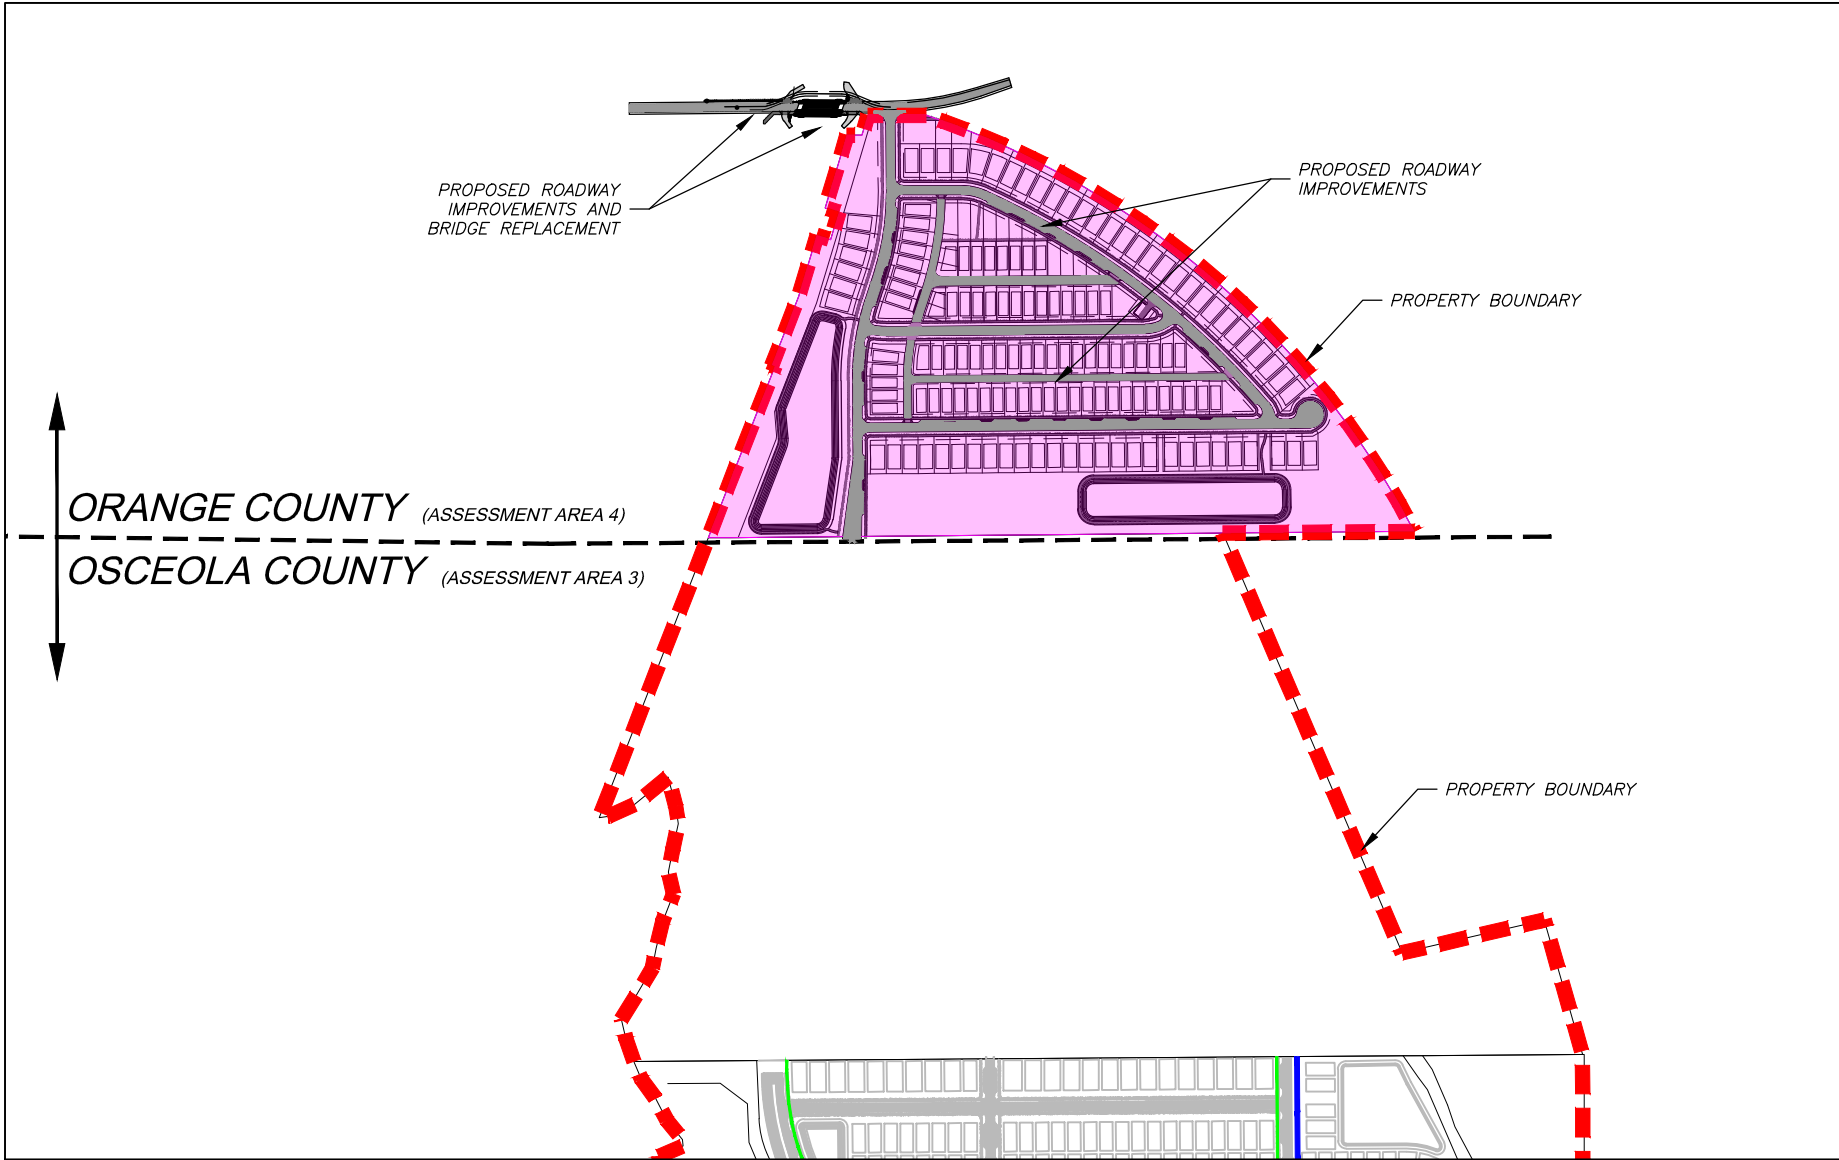 PROPOSED ROADWAY
IMPROVEMENTS AND
BRIDGE REPLACEMENT
PROPOSED ROADWAY
IMPROVEMENTS
PROPERTY BOUNDARY
ORANGE COUNTY (ASSESSMENT AREA 4)
OSCEOLA COUNTY (ASSESSMENT AREA 3)
PROPERTY BOUNDARY